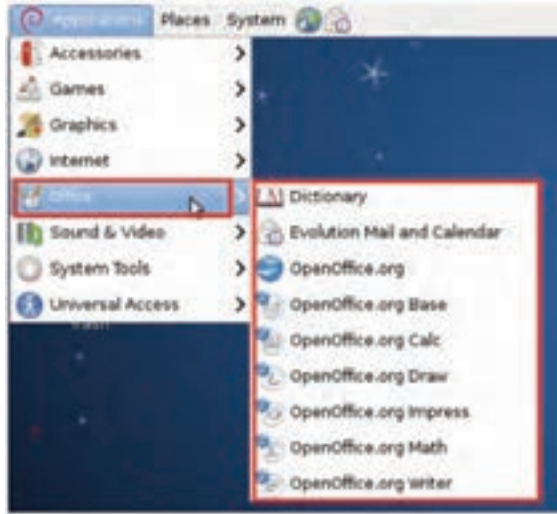 Applications Places System
Accessories
Games
Graphics
Internet
Office
Sound & Video
System Tools
Universal Access
Trash
Dictionary
Evolution Mail and Calendar
OpenOffice.org
OpenOffice.org Base
OpenOffice.org Calc
OpenOffice.org Draw
OpenOffice.org Impress
OpenOffice.org Math
OpenOffice.org Writer